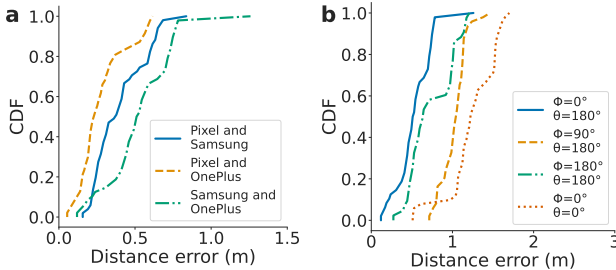 a
CDF
1.0
0.8
0.6
0.4
0.2
0.0
Pixel and
Samsung
Pixel and
OnePlus
Samsung and
OnePlus
0.0 0.5 1.0 1.5
Distance error (m)
b
CDF
1.0
0.8
0.6
0.4
0.2
0.0
Φ=0°
θ=180°
Φ=90°
θ=180°
Φ=180°
θ=180°
Φ=0°
θ=0°
0 1 2 3
Distance error (m)